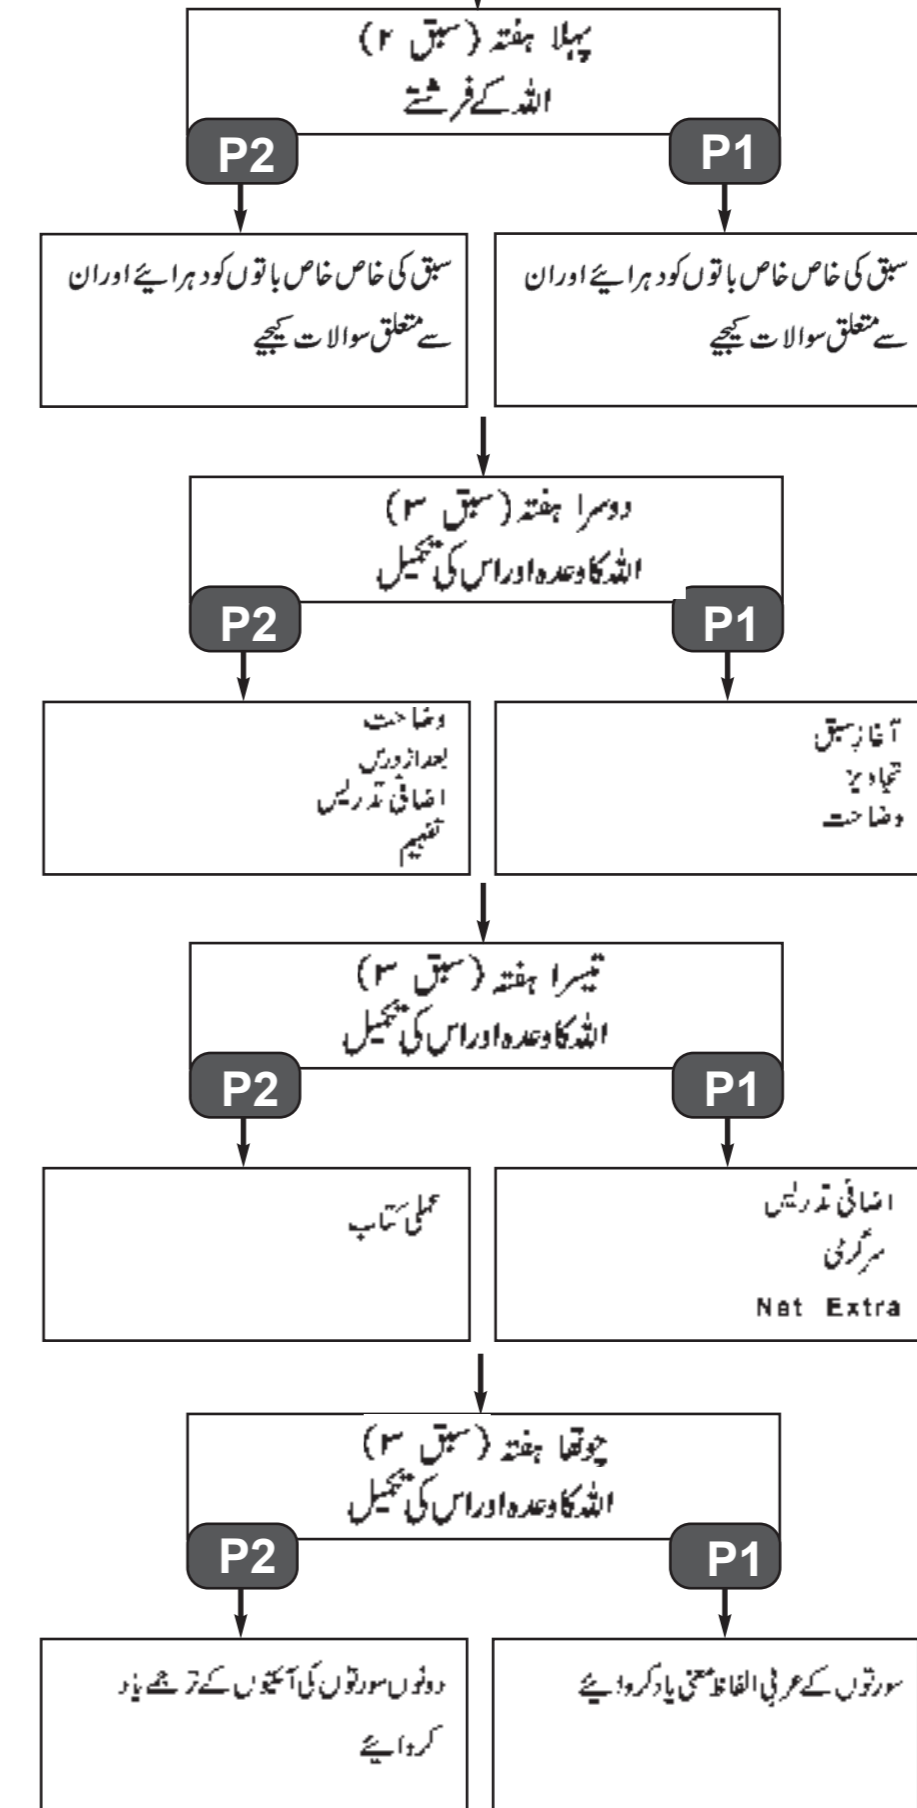 پہلا ہفتہ (سبق ۲)
اللہ کے فرشتے
P1
P2
سبق کی خاص خاص باتوں کو دہرائیے اور ان
سے متعلق سوالات کیجیے
سبق کی خاص خاص باتوں کو دہرائیے اور ان
سے متعلق سوالات کیجیے
دوسرا ہفتہ (سبق ۳)
اللہ کا وعدہ اور اس کی تکمیل
P1
P2
آغازِ سبق
تجاویز
وضاحت
وضاحت
بعد از درس
اضافی تدریس
تفہیم
تیسرا ہفتہ (سبق ۳)
اللہ کا وعدہ اور اس کی تکمیل
P1
P2
اضافی تدریس
سرگرمی
Net Extra
عملی کتاب
چوتھا ہفتہ (سبق ۳)
اللہ کا وعدہ اور اس کی تکمیل
P1
P2
سورتوں کے عربی الفاظ معنی یاد کروایئے
دونوں سورتوں کی آیتوں کے ترجمے یاد
کروایئے